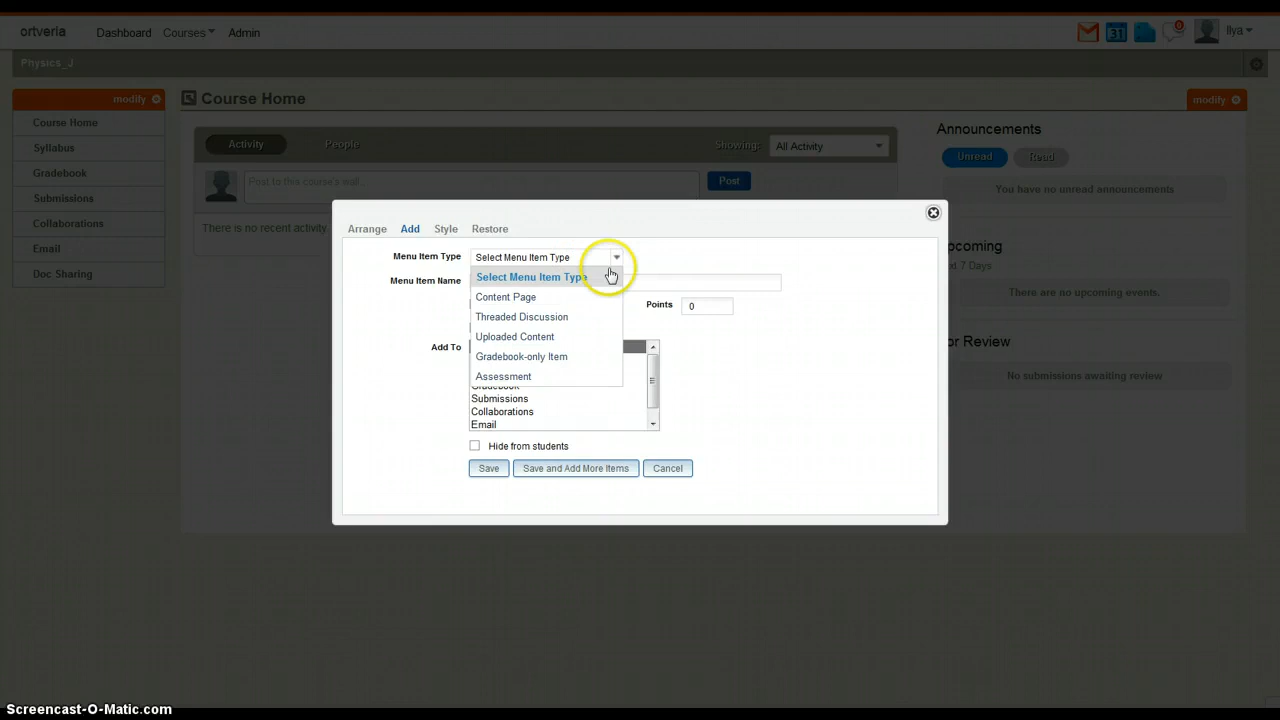 ortveria Dashboard Courses Admin 31 6 Ilya
Physics_J
modify
Course Home
Syllabus
Gradebook
Submissions
Collaborations
Email
Doc Sharing
Course Home
modify
Activity People Showing: All Activity
Post to this course's wall... Post
There is no recent activity.
Announcements
Unread Read
You have no unread announcements
pcoming
7 Days
There are no upcoming events.
or Review
No submissions awaiting review
Arrange Add Style Restore
Menu Item Type Select Menu Item Type
Select Menu Item Type
Content Page
Threaded Discussion
Uploaded Content
Gradebook-only Item
Assessment
Menu Item Name
Points 0
Add To
Gradebook
Submissions
Collaborations
Email
Hide from students
Save Save and Add More Items Cancel
Screencast-O-Matic.com